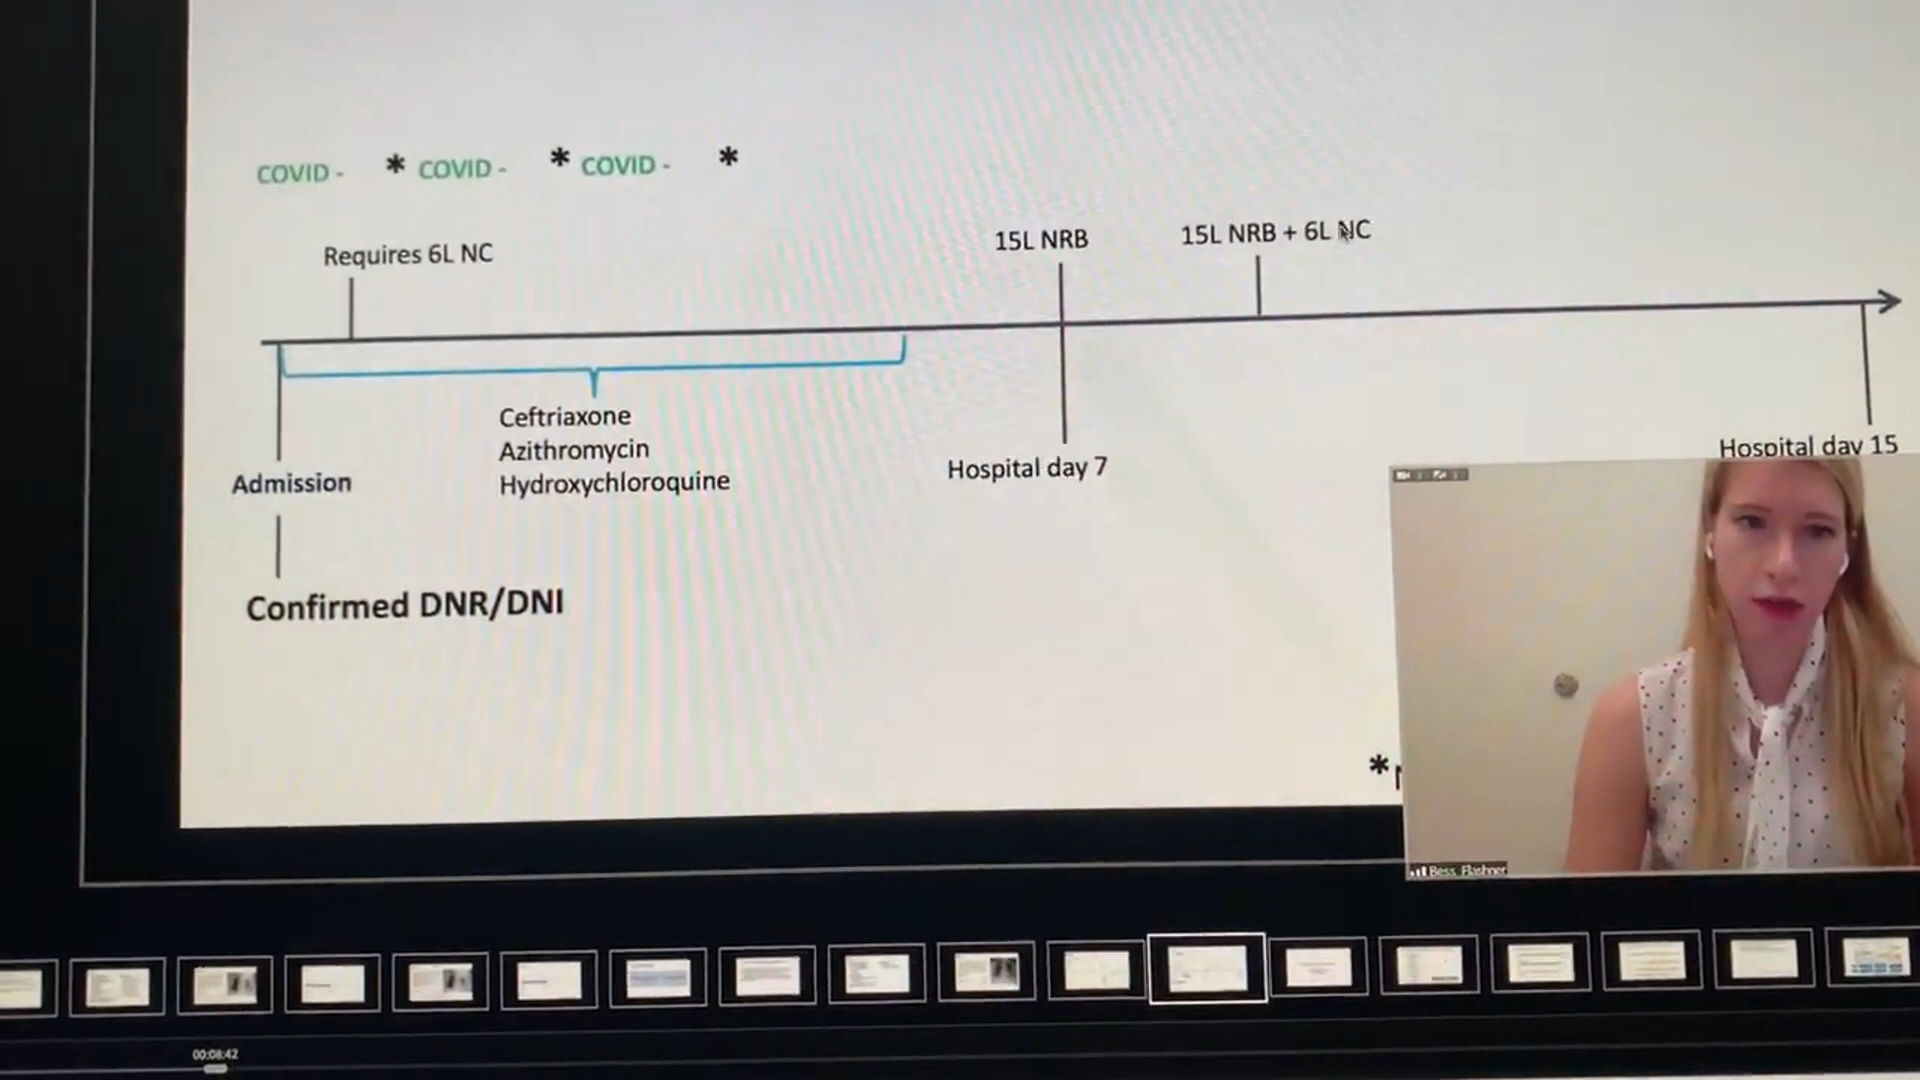 COVID - * COVID - * COVID - *
Requires 6L NC
15L NRB
15L NRB + 6L NC
Ceftriaxone
Azithromycin
Hydroxychloroquine
Admission
Hospital day 7
Hospital day 15
Confirmed DNR/DNI
*
Bess Flashner
00:08:42